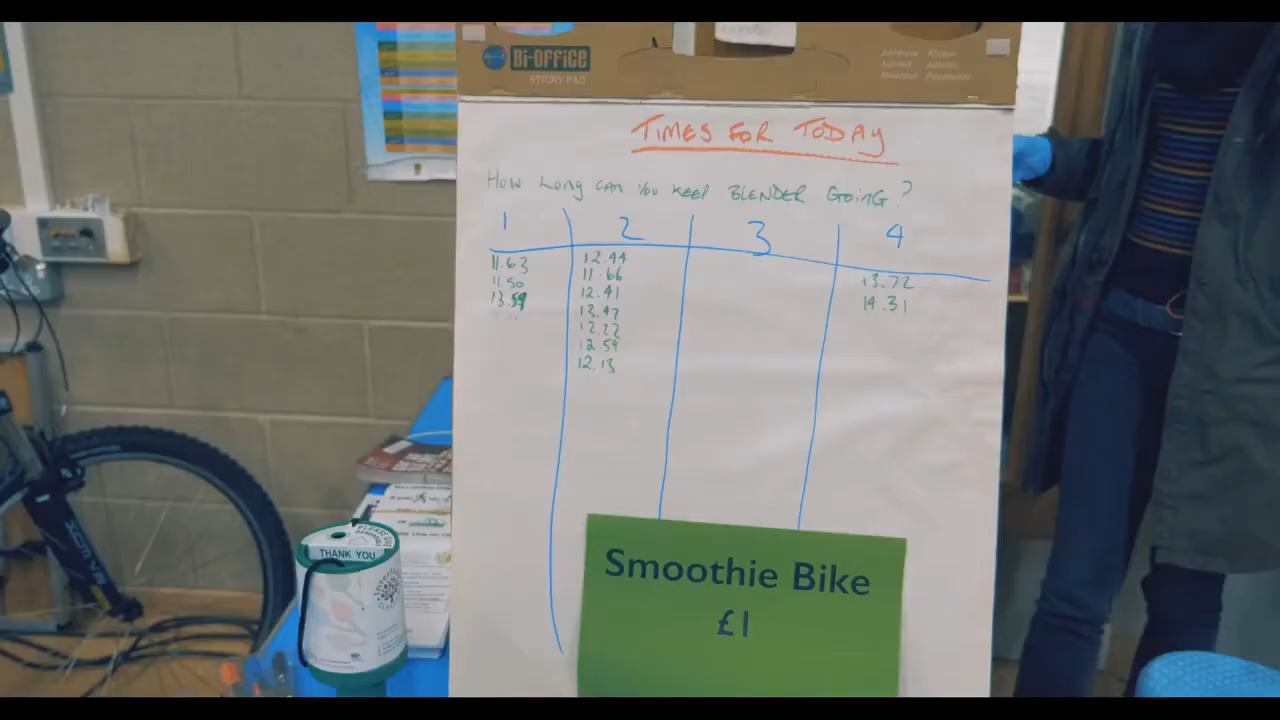 Bi-OFFICE
STICKY PAD
TIMES FOR TODAY
HOW LONG CAN YOU KEEP BLENDER GOING?
1 2 3 4
11.63 12.44 13.72
11.50 11.66 14.31
13.59 12.41
13.47
12.22
12.59
12.13
THANK YOU
Smoothie Bike
£1